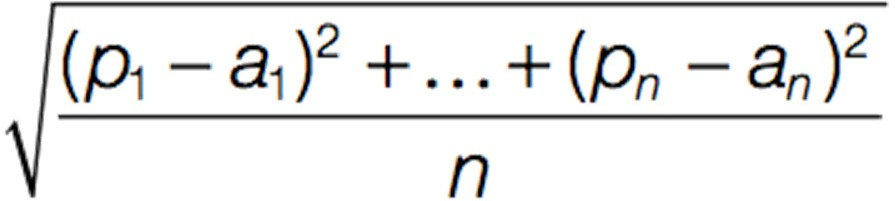 √
(p₁ − a₁)² + ... + (pₙ − aₙ)²
n